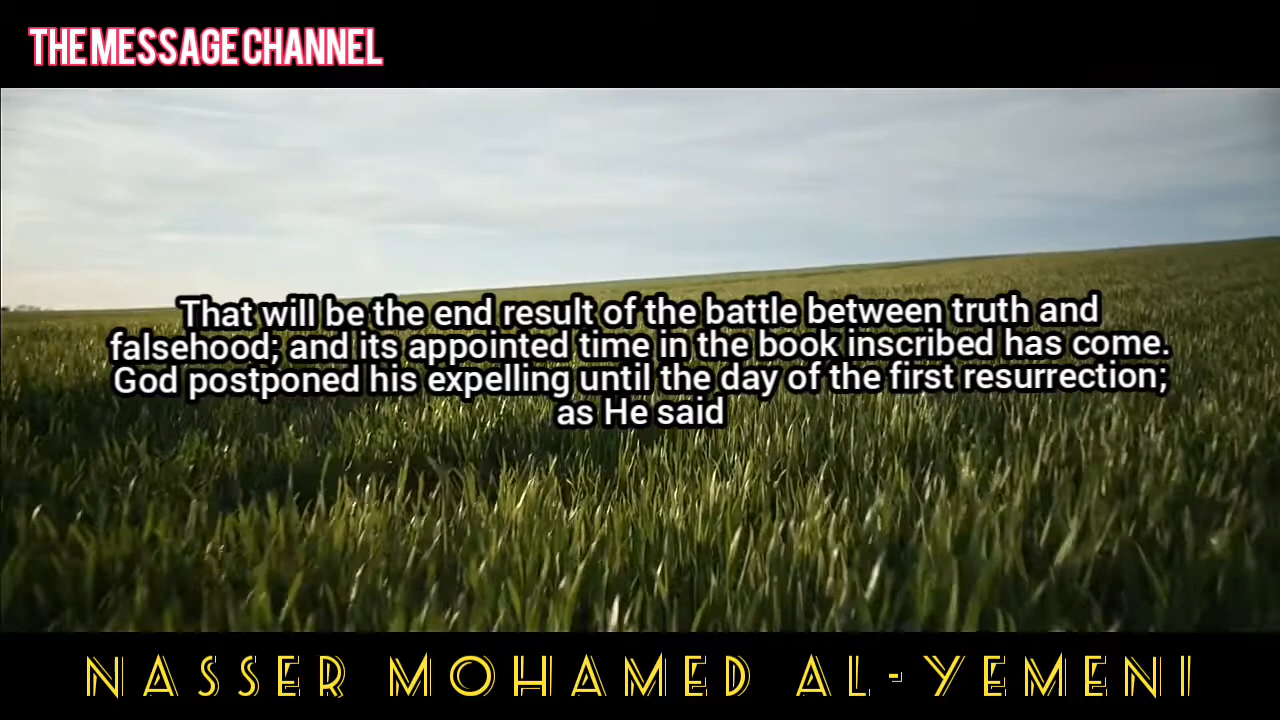 THE MESSAGE CHANNEL
That will be the end result of the battle between truth and
falsehood; and its appointed time in the book inscribed has come.
God postponed his expelling until the day of the first resurrection;
as He said
NASSER MOHAMED AL-YEMENI